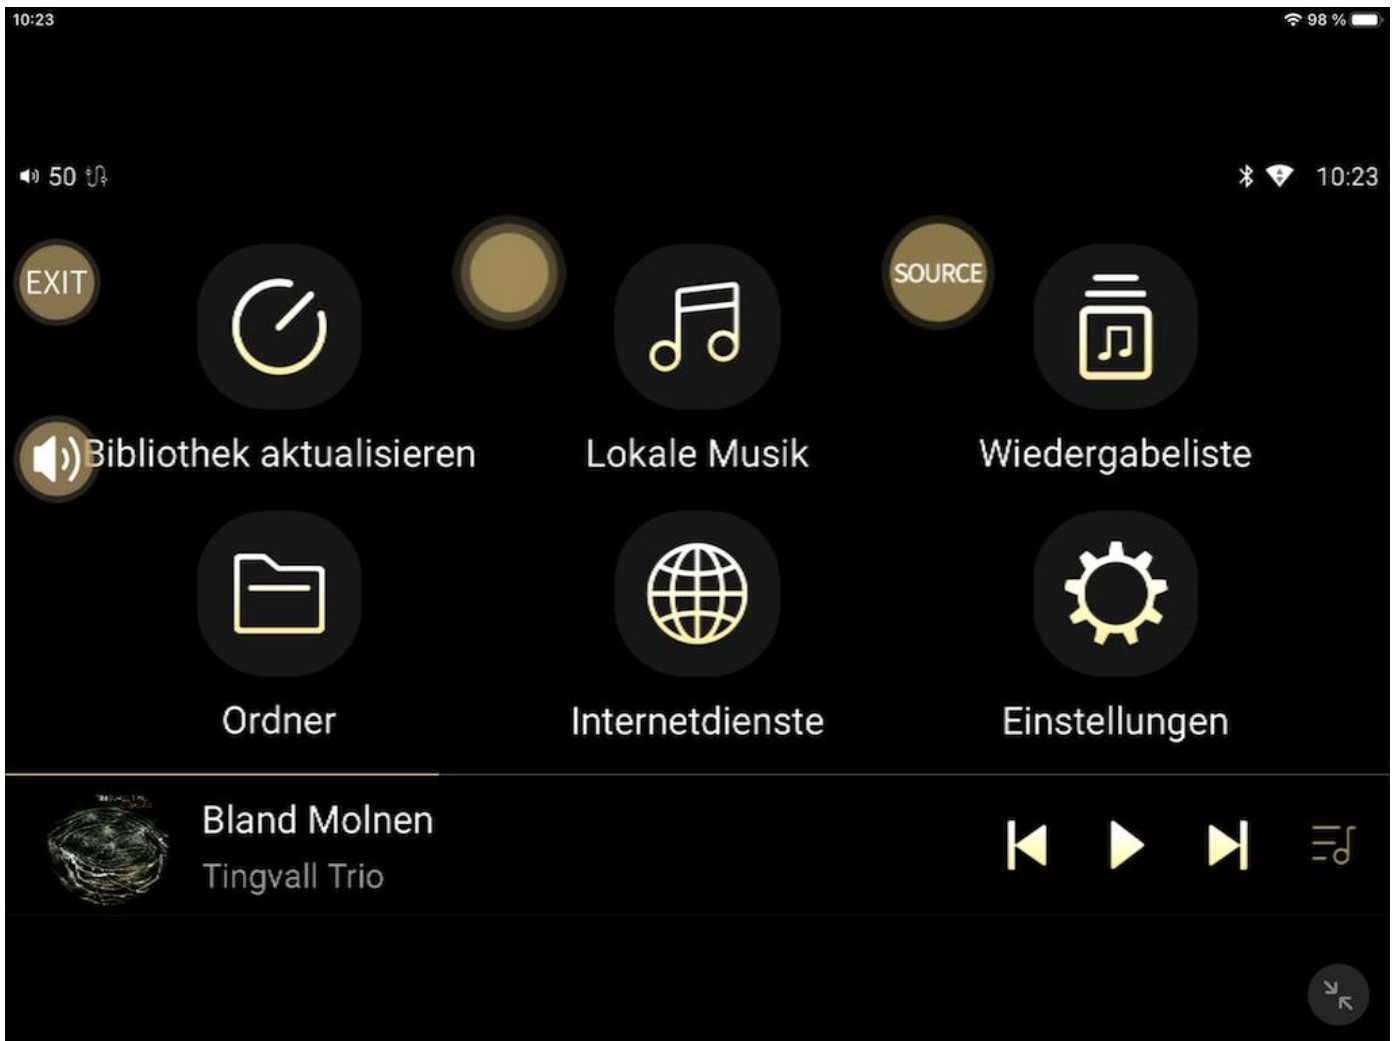 10:23
98 %
50
10:23
EXIT
SOURCE
Bibliothek aktualisieren
Lokale Musik
Wiedergabeliste
Ordner
Internetdienste
Einstellungen
Bland Molnen
Tingvall Trio